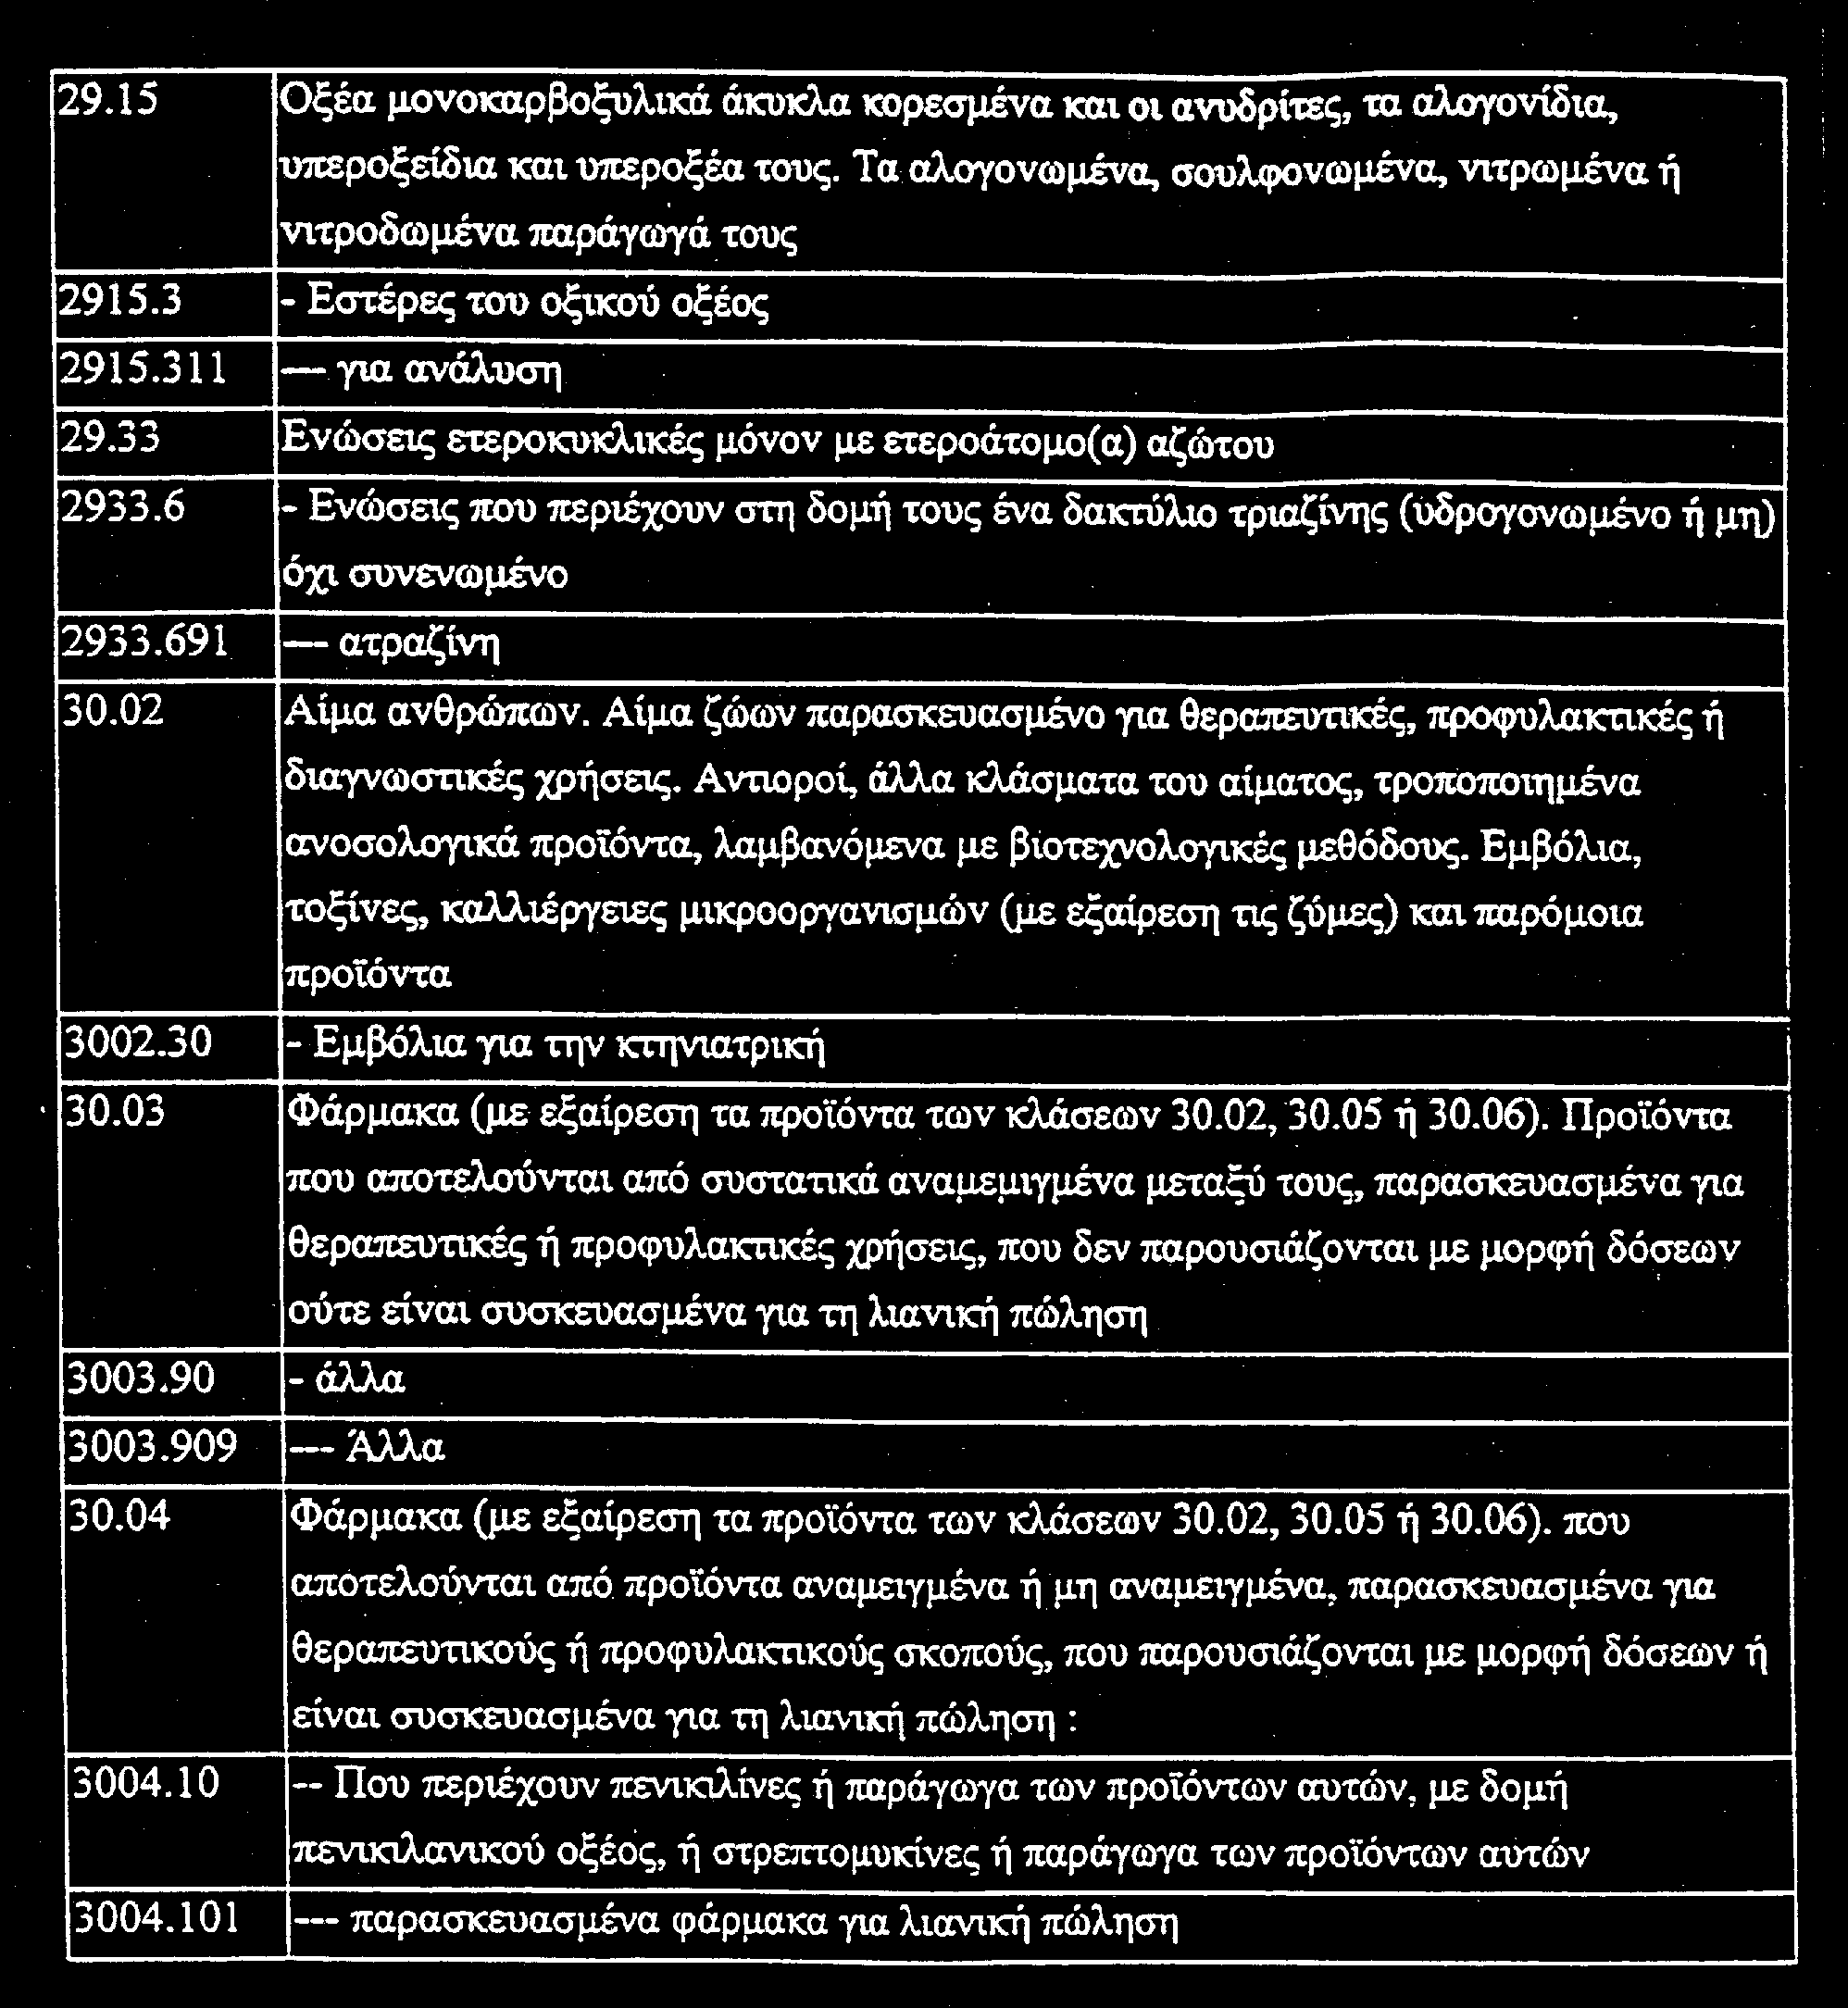 29.15 Οξέα μονοκαρβοξυλικά άκυκλα κορεσμένα και οι ανυδρίτες, τα αλογονίδια,
υπεροξείδια και υπεροξέα τους. Τα αλογονωμένα, σουλφονωμένα, νιτρωμένα ή
νιτροδωμένα παράγωγά τους
2915.3 - Εστέρες του οξικού οξέος
2915.311 — για ανάλυση
29.33 Ενώσεις ετεροκυκλικές μόνον με ετεροάτομο(α) αζώτου
2933.6 - Ενώσεις που περιέχουν στη δομή τους ένα δακτύλιο τριαζίνης (υδρογονωμένο ή μη)
όχι συνενωμένο
2933.691 — ατραζίνη
30.02 Αίμα ανθρώπων. Αίμα ζώων παρασκευασμένο για θεραπευτικές, προφυλακτικές ή
διαγνωστικές χρήσεις. Αντιοροί, άλλα κλάσματα του αίματος, τροποποιημένα
ανοσολογικά προϊόντα, λαμβανόμενα με βιοτεχνολογικές μεθόδους. Εμβόλια,
τοξίνες, καλλιέργειες μικροοργανισμών (με εξαίρεση τις ζύμες) και παρόμοια
προϊόντα
3002.30 - Εμβόλια για την κτηνιατρική
30.03 Φάρμακα (με εξαίρεση τα προϊόντα των κλάσεων 30.02, 30.05 ή 30.06). Προϊόντα
που αποτελούνται από συστατικά αναμεμιγμένα μεταξύ τους, παρασκευασμένα για
θεραπευτικές ή προφυλακτικές χρήσεις, που δεν παρουσιάζονται με μορφή δόσεων
ούτε είναι συσκευασμένα για τη λιανική πώληση
3003.90 - άλλα
3003.909 — Άλλα
30.04 Φάρμακα (με εξαίρεση τα προϊόντα των κλάσεων 30.02, 30.05 ή 30.06). που
αποτελούνται από προϊόντα αναμειγμένα ή μη αναμειγμένα, παρασκευασμένα για
θεραπευτικούς ή προφυλακτικούς σκοπούς, που παρουσιάζονται με μορφή δόσεων ή
είναι συσκευασμένα για τη λιανική πώληση :
3004.10 -- Που περιέχουν πενικιλίνες ή παράγωγα των προϊόντων αυτών, με δομή
πενικιλανικού οξέος, ή στρεπτομυκίνες ή παράγωγα των προϊόντων αυτών
3004.101 --- παρασκευασμένα φάρμακα για λιανική πώληση